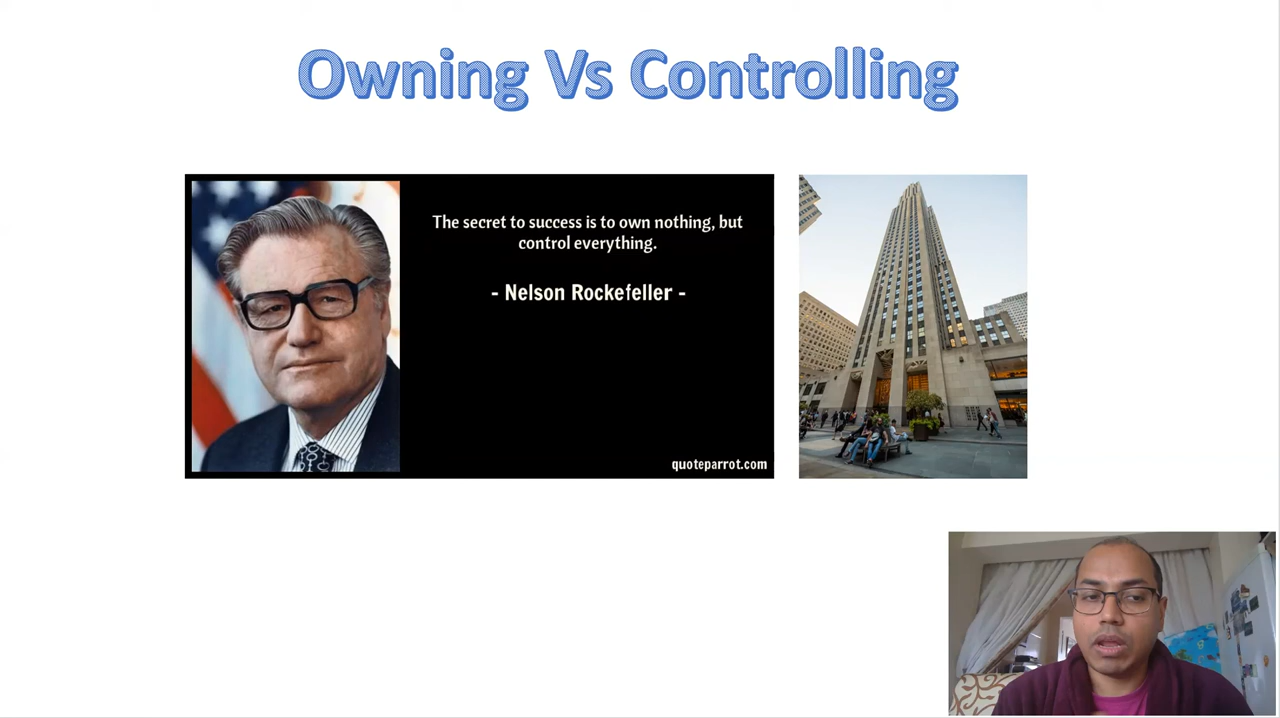 Owning Vs Controlling
The secret to success is to own nothing, but
control everything.
- Nelson Rockefeller -
quoteparrot.com